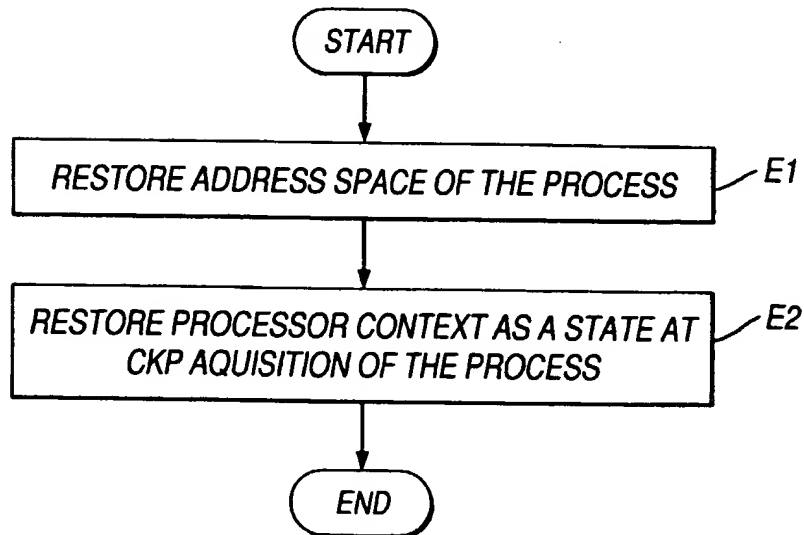 START
RESTORE ADDRESS SPACE OF THE PROCESS
E1
RESTORE PROCESSOR CONTEXT AS A STATE AT
CKP AQUISITION OF THE PROCESS
E2
END